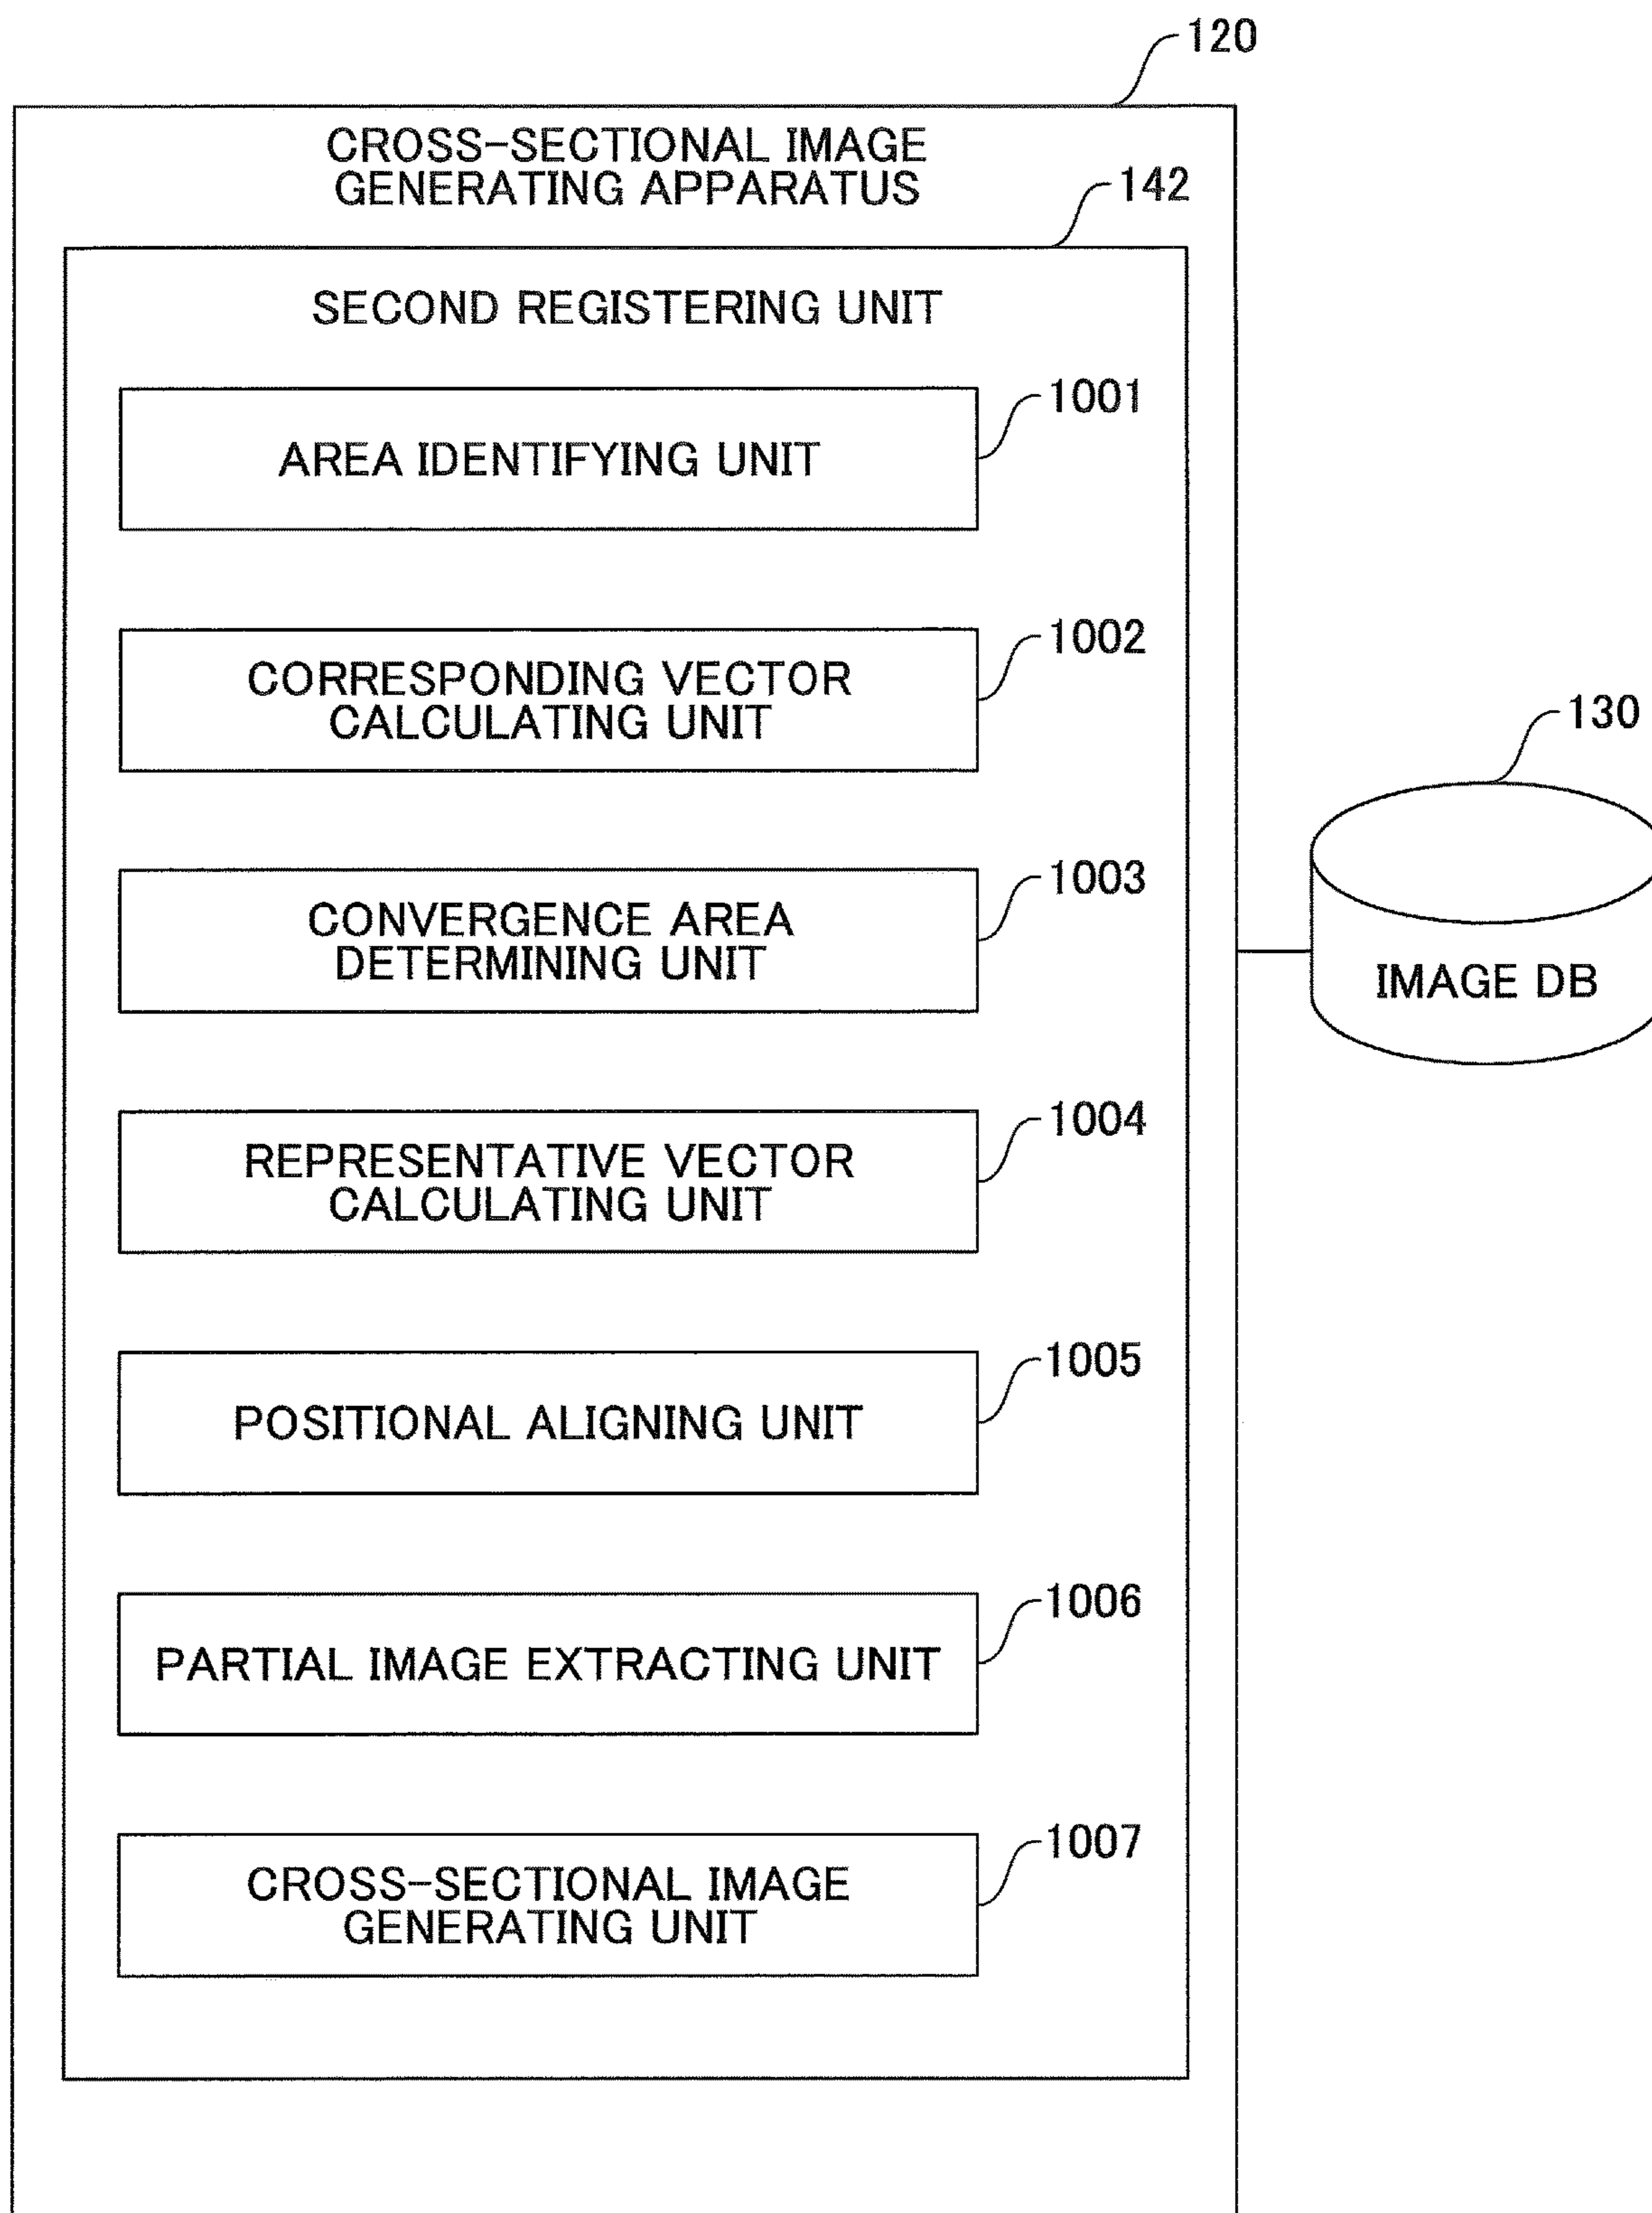 120
CROSS-SECTIONAL IMAGE
GENERATING APPARATUS
142
SECOND REGISTERING UNIT
1001
AREA IDENTIFYING UNIT
1002
CORRESPONDING VECTOR
CALCULATING UNIT
130
IMAGE DB
1003
CONVERGENCE AREA
DETERMINING UNIT
1004
REPRESENTATIVE VECTOR
CALCULATING UNIT
1005
POSITIONAL ALIGNING UNIT
1006
PARTIAL IMAGE EXTRACTING UNIT
1007
CROSS-SECTIONAL IMAGE
GENERATING UNIT